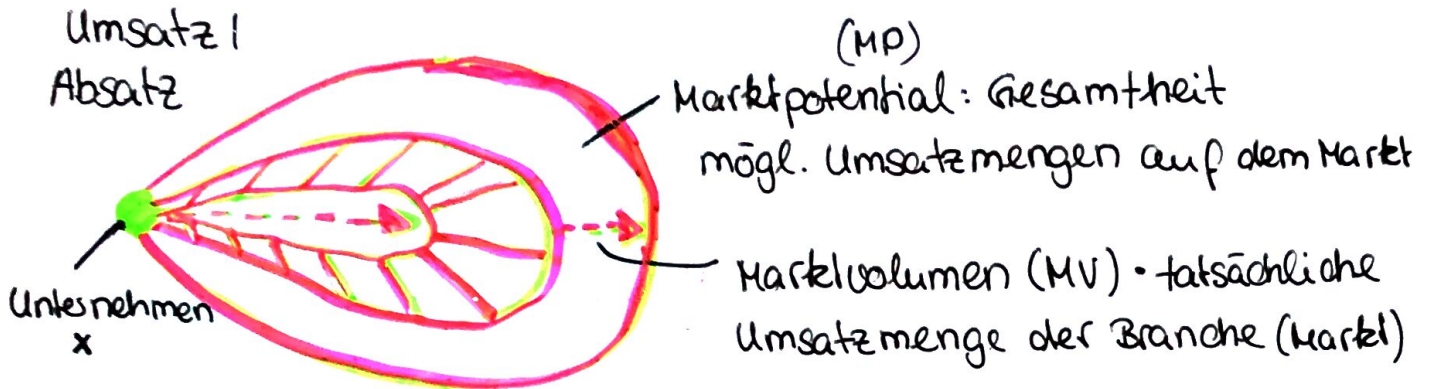 Umsatz/
Absatz
(MP)
Marktpotential: Gesamtheit
mögl. Umsatzmengen auf dem Markt
Marktvolumen (MV) • tatsächliche
Umsatzmenge der Branche (Markt)
Unternehmen
x